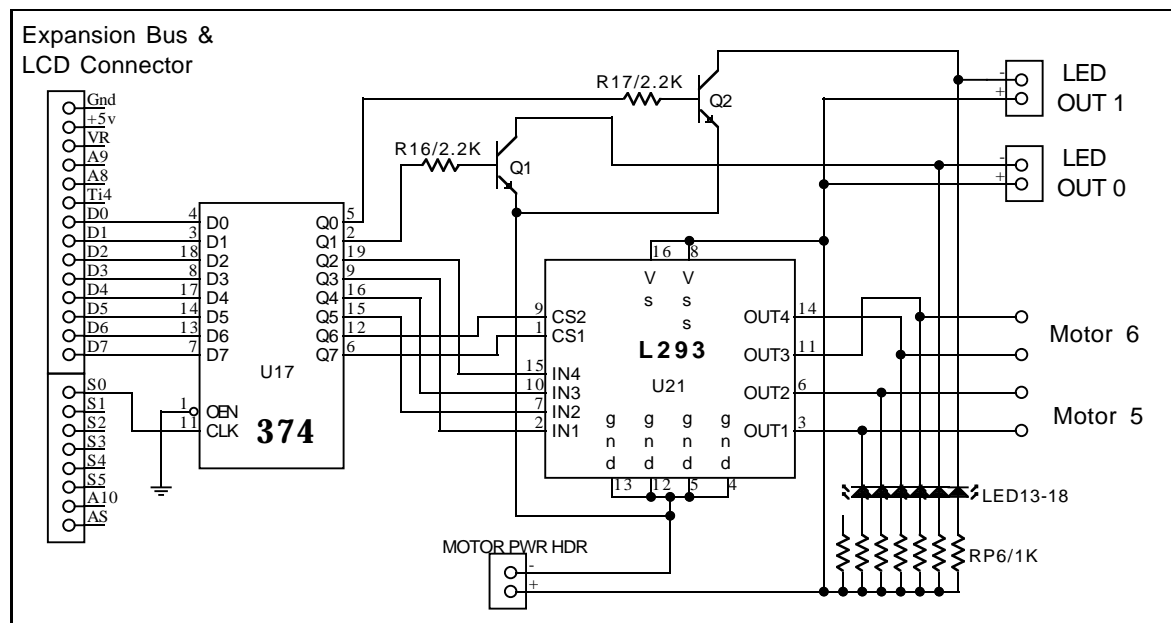 Expansion Bus &
LCD Connector
Gnd
+5v
VR
A9
A8
Ti4
D0
D1
D2
D3
D4
D5
D6
D7
S0
S1
S2
S3
S4
S5
A10
AS
4
3
18
8
17
14
13
7
1
11
D0
D1
D2
D3
D4
D5
D6
D7
OEN
CLK
U17
374
Q0
Q1
Q2
Q3
Q4
Q5
Q6
Q7
5
2
19
9
16
15
12
6
R17/2.2K
Q2
R16/2.2K
Q1
-
+
LED
OUT 1
-
+
LED
OUT 0
16
8
Vs
Vss
9
1
15
10
7
2
CS2
CS1
IN4
IN3
IN2
IN1
L293
U21
gnd
gnd
gnd
gnd
13
12
5
4
OUT4
OUT3
OUT2
OUT1
14
11
6
3
Motor 6
Motor 5
LED13-18
RP6/1K
MOTOR PWR HDR
-
+